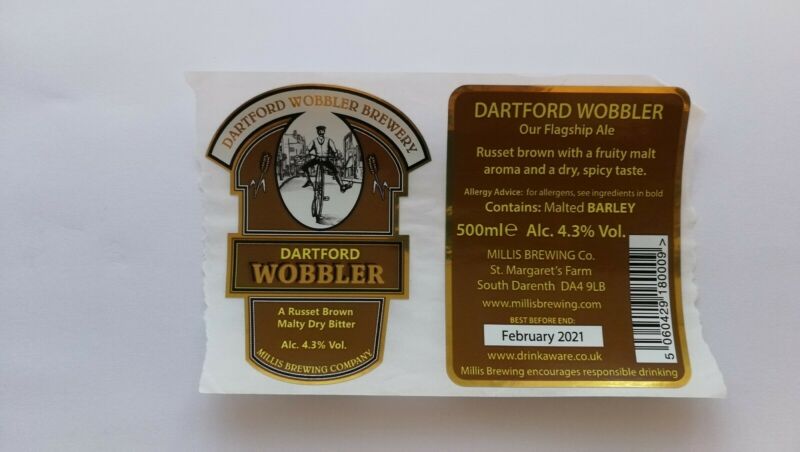 DARTFORD WOBBLER BREWERY
DARTFORD
WOBBLER
A Russet Brown
Malty Dry Bitter
Alc. 4.3% Vol.
MILLIS BREWING COMPANY
DARTFORD WOBBLER
Our Flagship Ale
Russet brown with a fruity malt
aroma and a dry, spicy taste.
Allergy Advice: for allergens, see ingredients in bold
Contains: Malted BARLEY
500ml℮ Alc. 4.3% Vol.
MILLIS BREWING Co.
St. Margaret's Farm
South Darenth DA4 9LB
www.millisbrewing.com
BEST BEFORE END:
February 2021
www.drinkaware.co.uk
Millis Brewing encourages responsible drinking
5 060429 180009 >